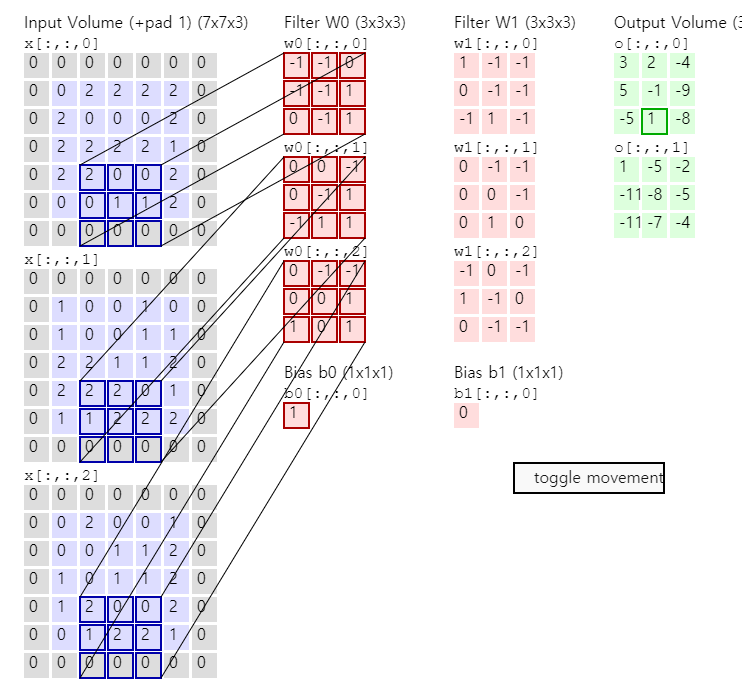 Input Volume (+pad 1) (7x7x3)
x[:,:,0]
0 0 0 0 0 0 0
0 0 2 2 2 2 0
0 2 0 0 0 2 0
0 2 2 2 2 1 0
0 2 2 0 0 2 0
0 0 0 1 1 2 0
0 0 0 0 0 0 0
x[:,:,1]
0 0 0 0 0 0 0
0 1 0 0 1 0 0
0 1 0 0 1 1 0
0 2 2 1 1 2 0
0 2 2 2 0 1 0
0 1 1 2 2 2 0
0 0 0 0 0 0 0
x[:,:,2]
0 0 0 0 0 0 0
0 0 2 0 0 1 0
0 0 0 1 1 2 0
0 1 0 1 1 2 0
0 1 2 0 0 2 0
0 0 1 2 2 1 0
0 0 0 0 0 0 0
Filter W0 (3x3x3)
w0[:,:,0]
-1 -1 0
-1 -1 1
0 -1 1
w0[:,:,1]
0 0 -1
0 -1 1
-1 1 1
w0[:,:,2]
0 -1 -1
0 0 1
1 0 1
Bias b0 (1x1x1)
b0[:,:,0]
1
Filter W1 (3x3x3)
w1[:,:,0]
1 -1 -1
0 -1 -1
-1 1 -1
w1[:,:,1]
0 -1 -1
0 0 -1
0 1 0
w1[:,:,2]
-1 0 -1
1 -1 0
0 -1 -1
Bias b1 (1x1x1)
b1[:,:,0]
0
Output Volume (3
o[:,:,0]
3 2 -4
5 -1 -9
-5 1 -8
o[:,:,1]
1 -5 -2
-11 -8 -5
-11 -7 -4
toggle movement